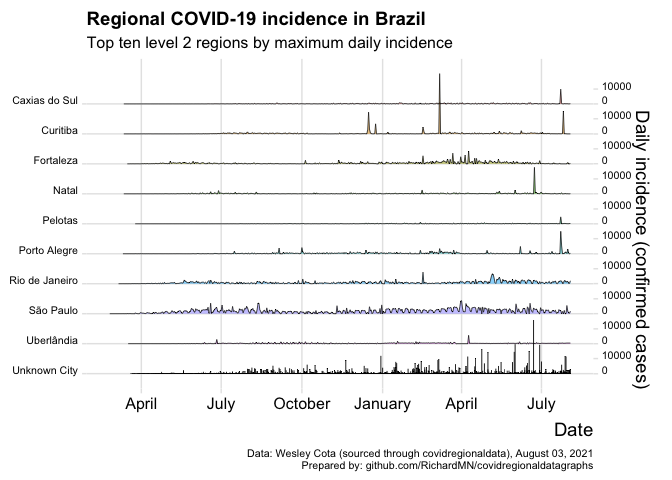 Regional COVID-19 incidence in Brazil
Top ten level 2 regions by maximum daily incidence
Caxias do Sul
10000
0
Curitiba
10000
0
Fortaleza
10000
0
Natal
10000
0
Pelotas
10000
0
Porto Alegre
10000
0
Rio de Janeiro
10000
0
São Paulo
10000
0
Uberlândia
10000
0
Unknown City
10000
0
Daily incidence (confirmed cases)
April
July
October
January
April
July
Date
Data: Wesley Cota (sourced through covidregionaldata), August 03, 2021
Prepared by: github.com/RichardMN/covidregionaldatagraphs